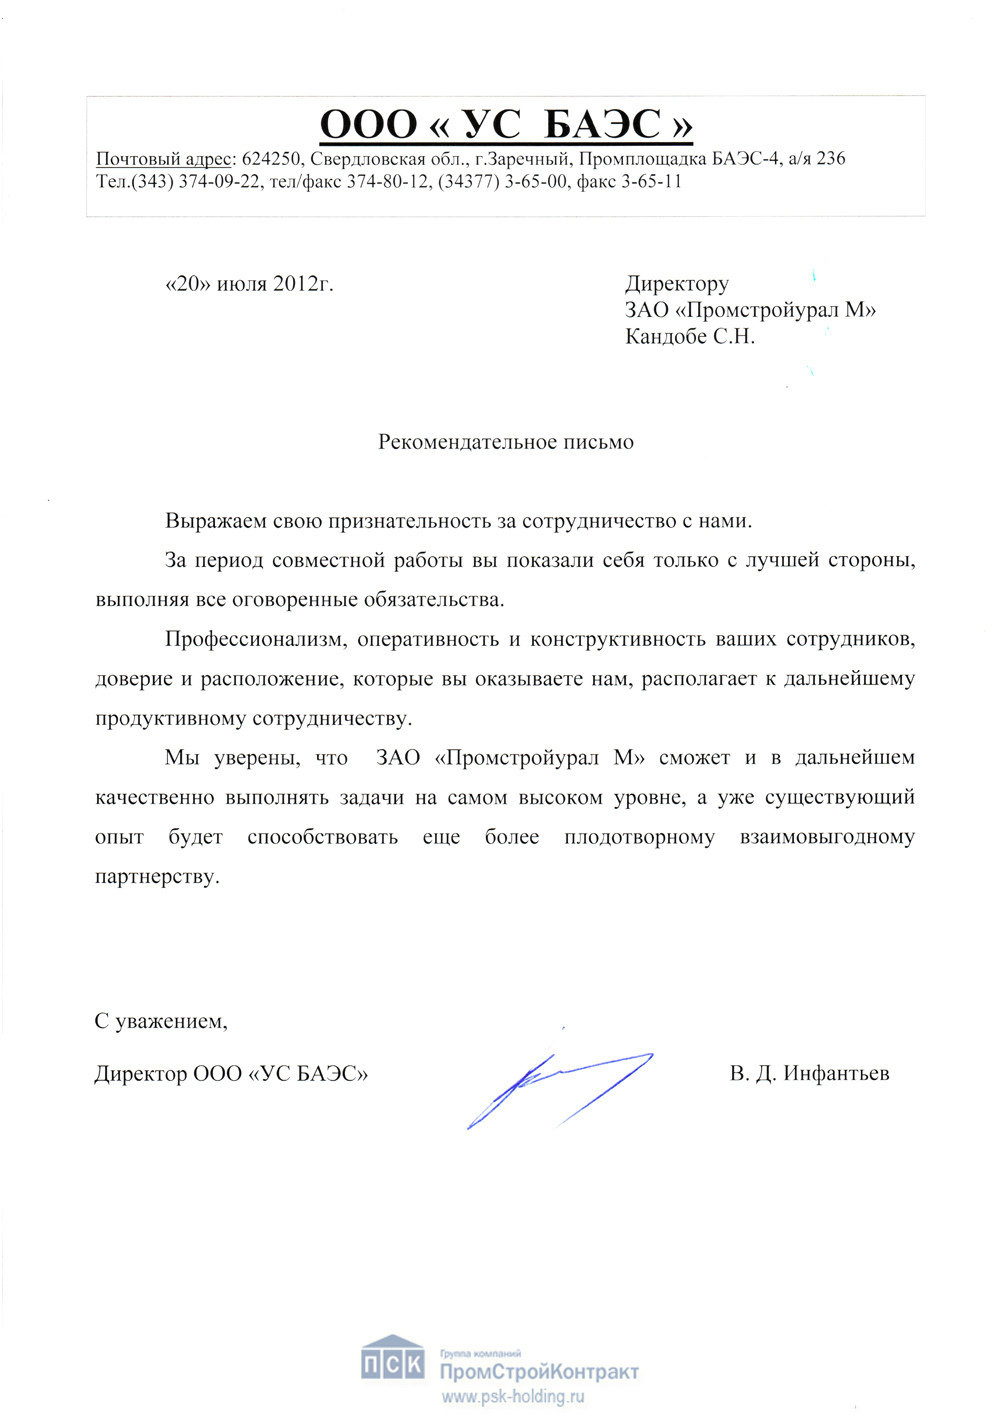 ООО « УС БАЭС »
Почтовый адрес: 624250, Свердловская обл., г.Заречный, Промплощадка БАЭС-4, а/я 236
Тел.(343) 374-09-22, тел/факс 374-80-12, (34377) 3-65-00, факс 3-65-11
«20» июля 2012г.
Директору
ЗАО «Промстройурал М»
Кандобе С.Н.
Рекомендательное письмо
Выражаем свою признательность за сотрудничество с нами.
За период совместной работы вы показали себя только с лучшей стороны,
выполняя все оговоренные обязательства.
Профессионализм, оперативность и конструктивность ваших сотрудников,
доверие и расположение, которые вы оказываете нам, располагает к дальнейшему
продуктивному сотрудничеству.
Мы уверены, что ЗАО «Промстройурал М» сможет и в дальнейшем
качественно выполнять задачи на самом высоком уровне, а уже существующий
опыт будет способствовать еще более плодотворному взаимовыгодному
партнерству.
С уважением,
Директор ООО «УС БАЭС»
В. Д. Инфантьев
ПСК
Группа компаний
ПромСтройКонтракт
www.psk-holding.ru